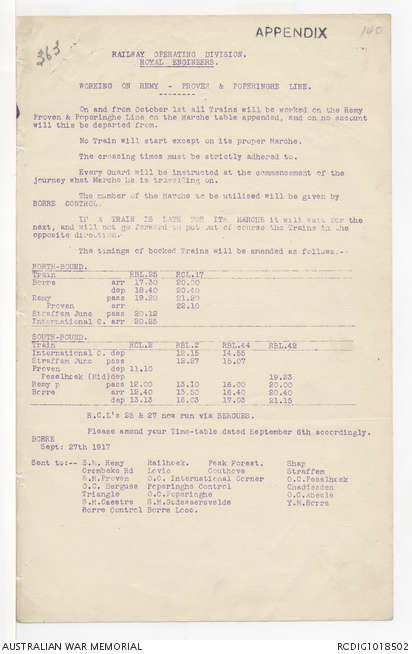 APPENDIX
140
363
RAILWAY OPERATING DIVISION.
ROYAL ENGINEERS.
WORKING ON REMY - PROVEN & POPERINGHE LINE.
--------
On and from October 1st all Trains will be worked on the Remy
Proven & Poperinghe Line on the Marche table appended, and on no account
will this be departed from.
No Train will start except on its proper Marche.
The crossing times must be strictly adhered to.
Every Guard will be instructed at the commencement of the
journey what Marche he is travelling on.
The number of the Marche to be utilised will be given by
BORRE CONTROL.
IF A TRAIN IS LATE FOR ITS MARCHE it will wait for the
next, and will not go forward to put out of course the Trains in the
opposite direction.
The timings of booked Trains will be amended as follows.--
NORTH-BOUND.
Train RBL.25 RCL.17
Borre arr 17.30 20.00
dep 18.40 20.40
Remy pass 19.20 21.20
Proven arr 22.10
Straffen Junc pass 20.12
International C. arr 20.25
SOUTH-BOUND.
Train RCL.2 RBL.2 RBL.44 RBL.42
International C. dep 12.15 14.55
Straffen Junc pass 12.27 15.07
Proven dep 11.10
Peselhoek (Mid)dep 19.23
Remy p pass 12.00 13.10 16.00 20.00
Borre arr 12.40 13.50 16.40 20.40
dep 13.13 16.03 17.03 21.15
R.C.L's 25 & 27 now run via BERGUES.
Please amend your Time-table dated September 6th accordingly.
BORRE
Sept: 27th 1917
Sent to:-- S.M. Remy Railhoek. Peak Forest. Shap
Crombeke Rd Lovie Couthove Straffen
S.M.Proven O.C. International Corner O.C.Peselhoek
O.C. Bergues Poperinghe Control Chadiesden
Triangle O.C.Poperinghe O.C.Abeele
S.M.Caestre S.M.Godewaersvelde Y.M.Borre
Borre Control Borre Loco.
AUSTRALIAN WAR MEMORIAL
RCDIG1018502